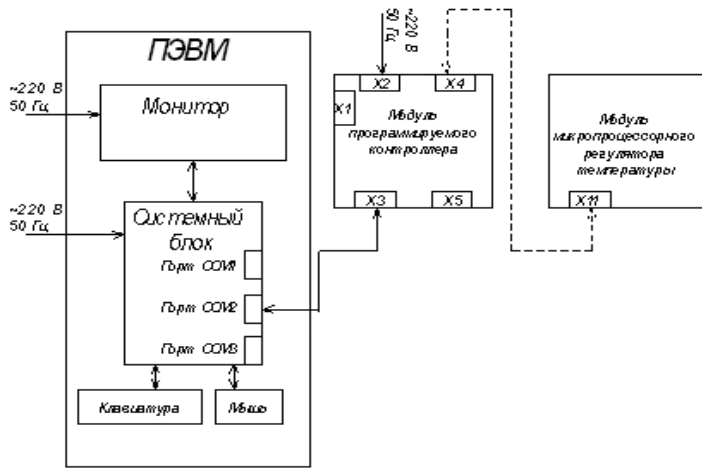 ПЭВМ
~220 В
50 Гц
Монитор
~220 В
50 Гц
Системный
блок
Порт COM1
Порт COM2
Порт COM3
Клавиатура
Мышь
~220 В
50 Гц
X2
X4
X1
Модуль
программируемого
контроллера
X3
X5
Модуль
микропроцессорного
регулятора
температуры
X11